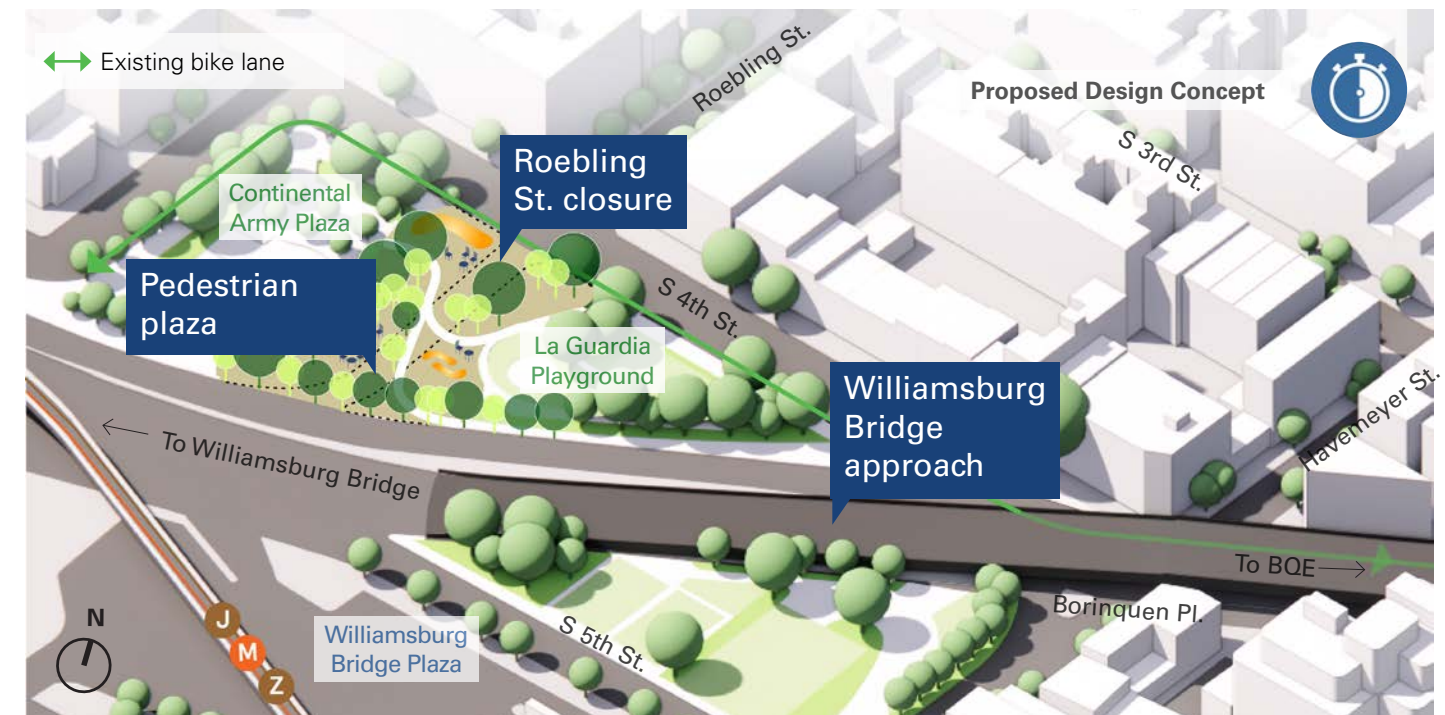 Existing bike lane
Roebling St.
Proposed Design Concept
S 3rd St.
Roebling
St. closure
Continental
Army Plaza
Pedestrian
plaza
S 4th St.
La Guardia
Playground
Williamsburg
Bridge
approach
Havemeyer St.
To Williamsburg Bridge
To BQE
Borinquen Pl.
S 5th St.
Williamsburg
Bridge Plaza
N
J
M
Z